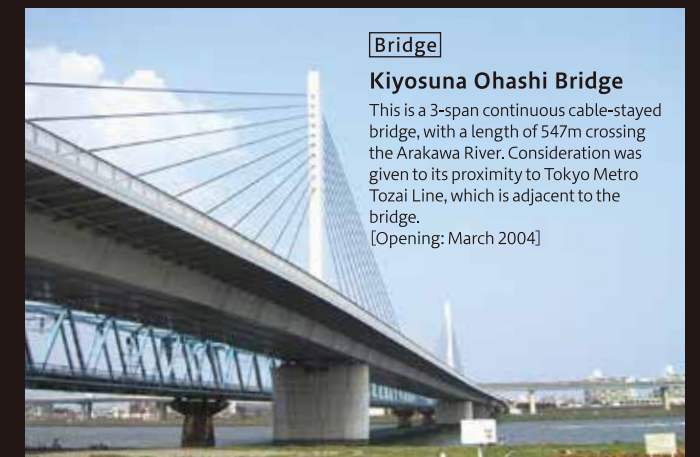 Bridge
Kiyosuna Ohashi Bridge
This is a 3-span continuous cable-stayed
bridge, with a length of 547m crossing
the Arakawa River. Consideration was
given to its proximity to Tokyo Metro
Tozai Line, which is adjacent to the
bridge.
[Opening: March 2004]